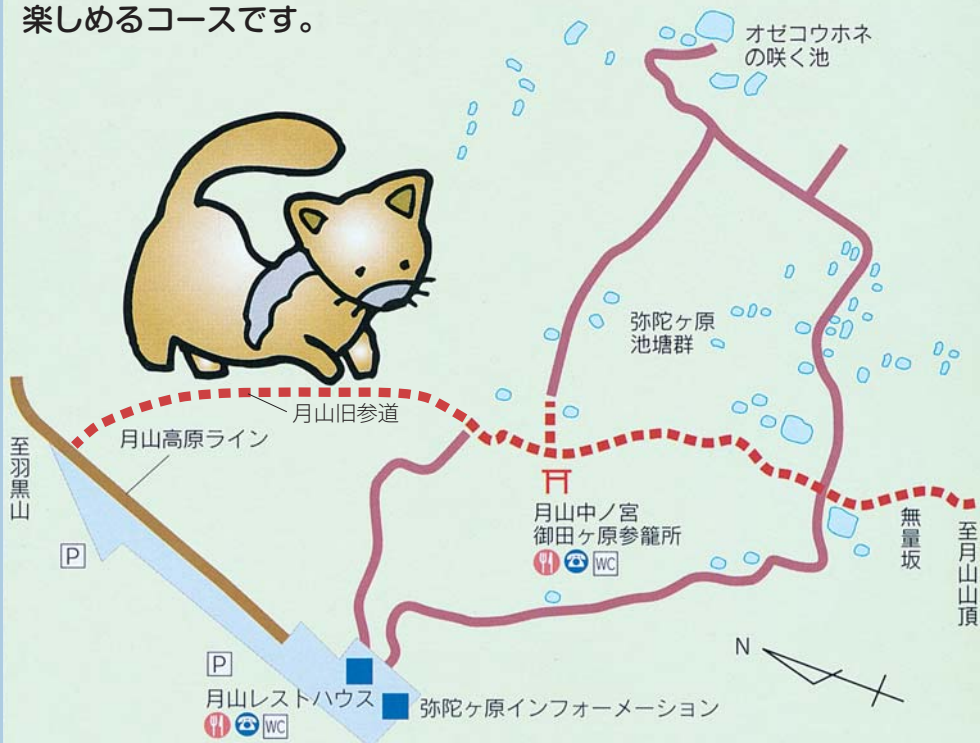 楽しめるコースです。
オゼコウホネ
の咲く池
弥陀ヶ原
池塘群
月山旧参道
月山高原ライン
至羽黒山
P
月山中ノ宮
御田ヶ原参籠所
WC
無量坂
至月山山頂
N
P
月山レストハウス
WC
弥陀ヶ原インフォーメーション